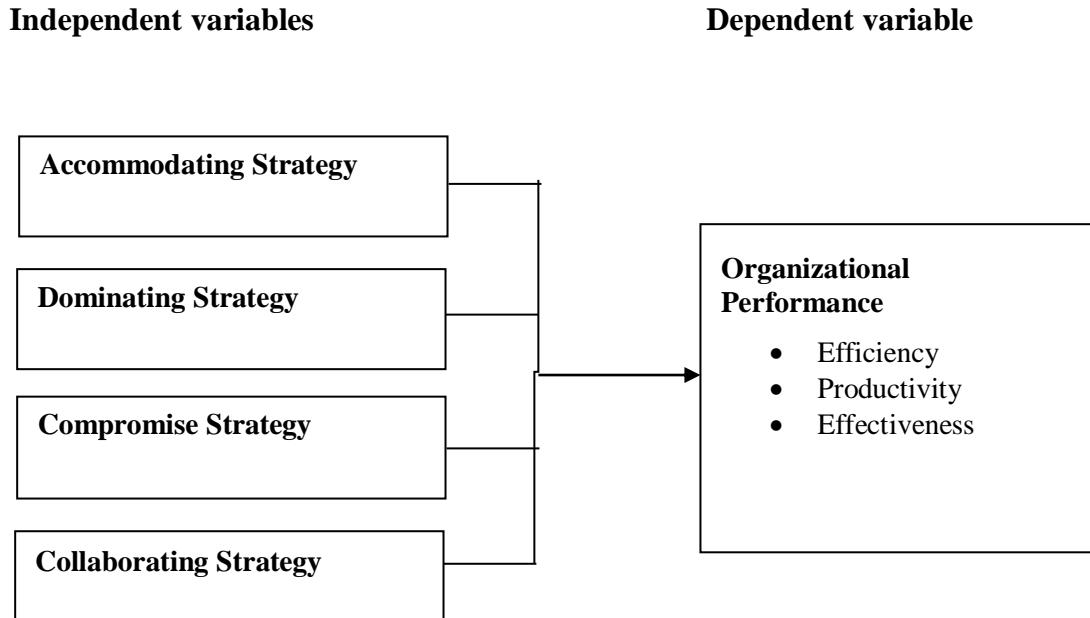 Independent variables
Dependent variable
Accommodating Strategy
Dominating Strategy
Compromise Strategy
Collaborating Strategy
Organizational
Performance
• Efficiency
• Productivity
• Effectiveness